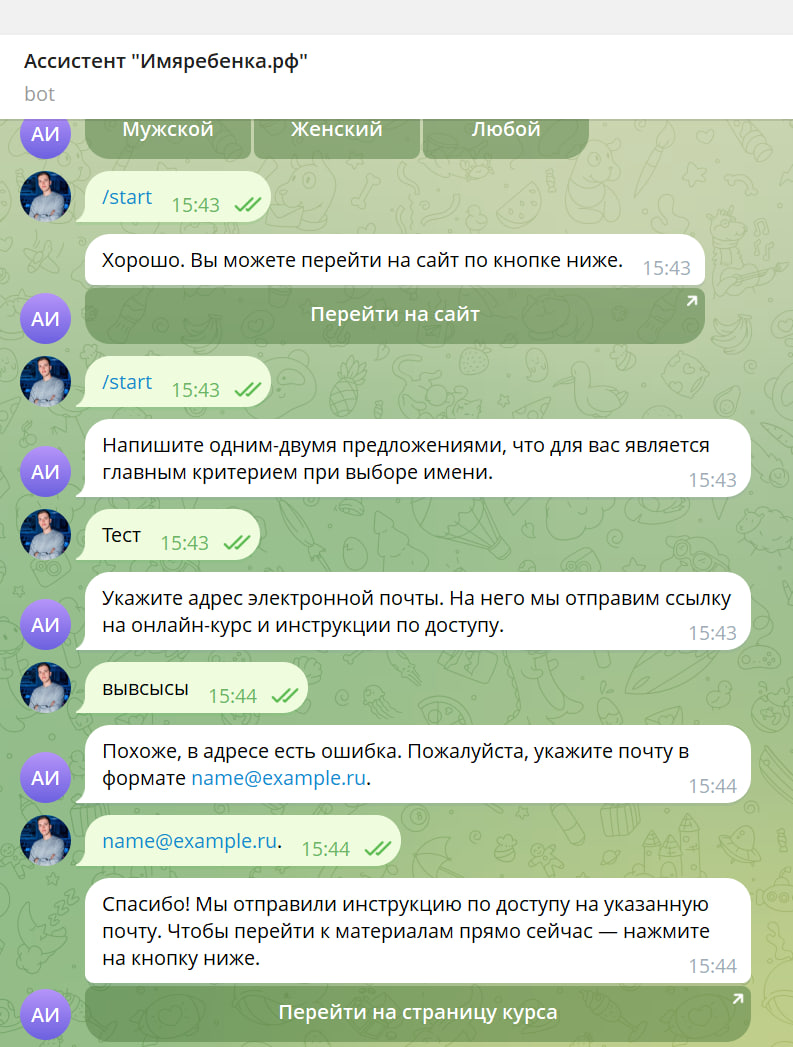 Ассистент "Имяребенка.рф"
bot
Мужской Женский Любой
АИ
/start 15:43
Хорошо. Вы можете перейти на сайт по кнопке ниже. 15:43
Перейти на сайт
АИ
/start 15:43
Напишите одним-двумя предложениями, что для вас является
главным критерием при выборе имени.
15:43
АИ
Тест 15:43
Укажите адрес электронной почты. На него мы отправим ссылку
на онлайн-курс и инструкции по доступу.
15:43
АИ
вывсысы 15:44
Похоже, в адресе есть ошибка. Пожалуйста, укажите почту в
формате name@example.ru.
15:44
АИ
name@example.ru. 15:44
Спасибо! Мы отправили инструкцию по доступу на указанную
почту. Чтобы перейти к материалам прямо сейчас — нажмите
на кнопку ниже.
15:44
Перейти на страницу курса
АИ